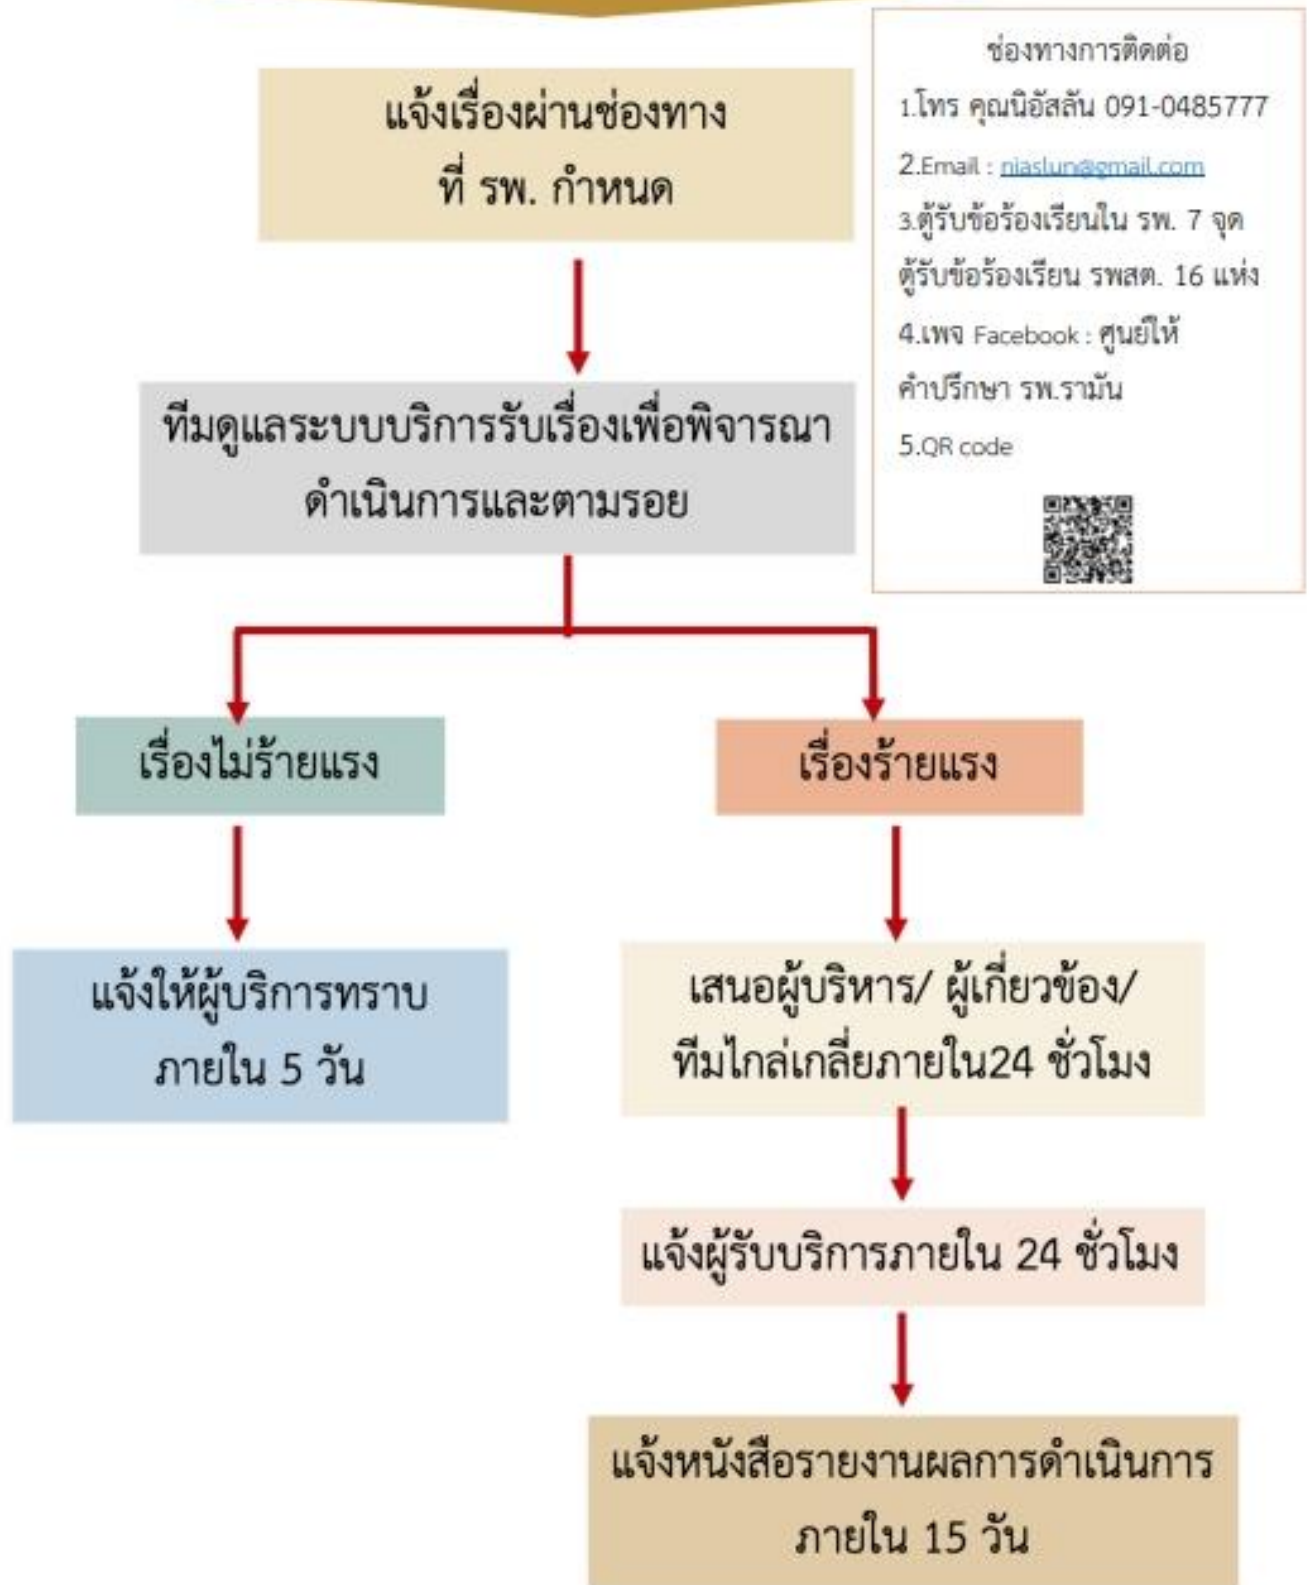 แจ้งเรื่องผ่านช่องทาง
ที่ รพ. กำหนด
ช่องทางการติดต่อ
1.โทร คุณนิอัสลัน 091-0485777
2.Email : niaslun@gmail.com
3.ตู้รับข้อร้องเรียนใน รพ. 7 จุด
ตู้รับข้อร้องเรียน รพสต. 16 แห่ง
4.เพจ Facebook : ศูนย์ให้
คำปรึกษา รพ.รามัน
5.QR code
ทีมดูแลระบบบริการรับเรื่องเพื่อพิจารณา
ดำเนินการและตามรอย
เรื่องไม่ร้ายแรง
เรื่องร้ายแรง
แจ้งให้ผู้บริการทราบ
ภายใน 5 วัน
เสนอผู้บริหาร/ ผู้เกี่ยวข้อง/
ทีมไกล่เกลี่ยภายใน24 ชั่วโมง
แจ้งผู้รับบริการภายใน 24 ชั่วโมง
แจ้งหนังสือรายงานผลการดำเนินการ
ภายใน 15 วัน